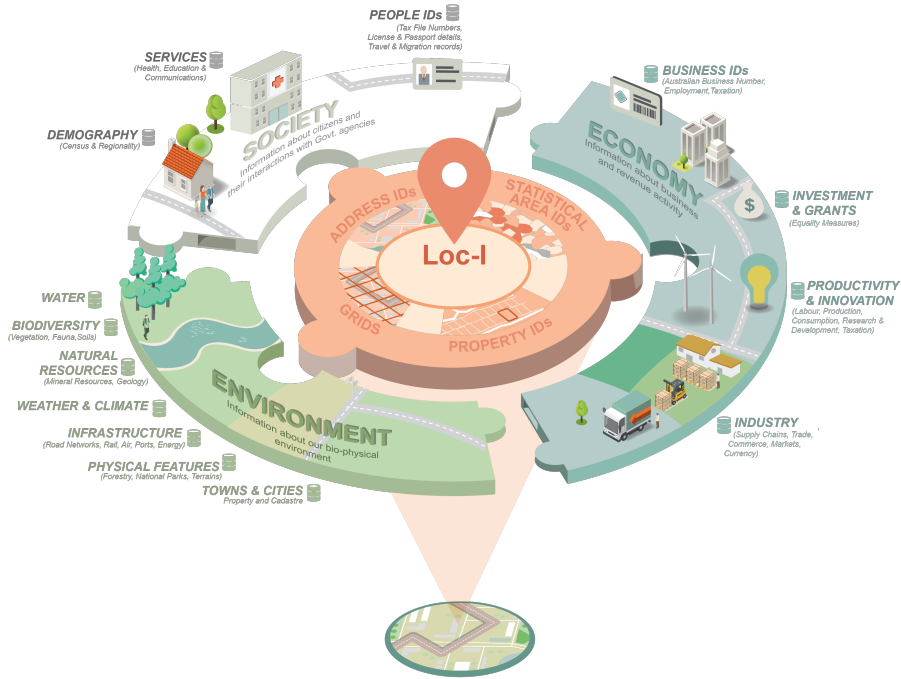 PEOPLE IDs
(Tax File Numbers,
License & Passport details,
Travel & Migration records)
SERVICES
(Health, Education &
Communications)
DEMOGRAPHY
(Census & Regionality)
SOCIETY
Information about citizens and
their interactions with Govt. agencies
BUSINESS IDs
(Australian Business Number,
Employment,Taxation)
ECONOMY
Information about business
and revenue activity
INVESTMENT
& GRANTS
(Equality Measures)
$
PRODUCTIVITY
& INNOVATION
(Labour, Production,
Consumption, Research &
Development, Taxation)
INDUSTRY
(Supply Chains, Trade,
Commerce, Markets,
Currency)
ADDRESS IDs
STATISTICAL
AREA IDS
Loc-I
GRIDS
PROPERTY IDs
WATER
BIODIVERSITY
(Vegetation, Fauna,Soils)
NATURAL
RESOURCES
(Mineral Resources, Geology)
WEATHER & CLIMATE
INFRASTRUCTURE
(Road Networks, Rail, Air, Ports, Energy)
PHYSICAL FEATURES
(Forestry, National Parks, Terrains)
TOWNS & CITIES
Property and Cadastre
ENVIRONMENT
Information about our bio-physical
environment